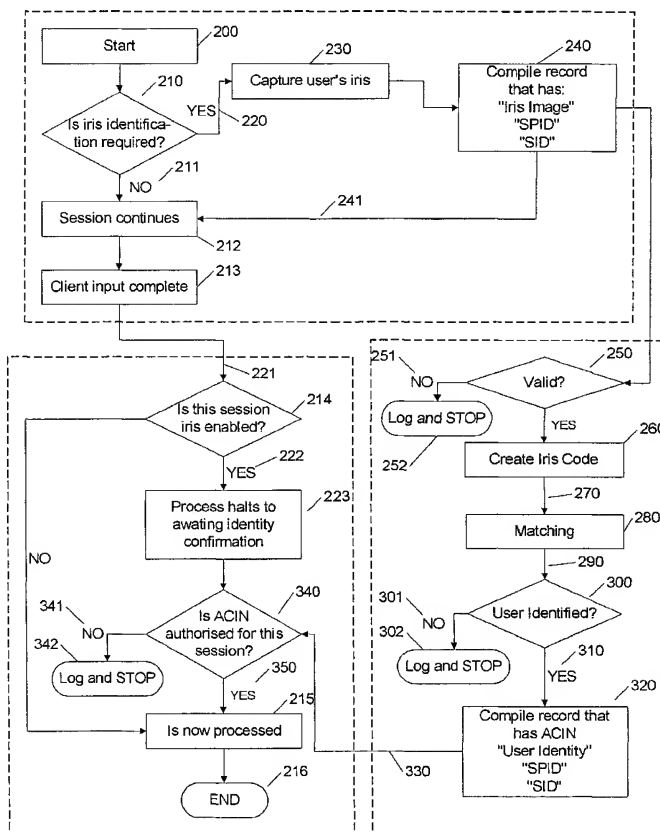 200
Start
210
Is iris identifica-
tion required?
YES
220
211
NO
230
Capture user's iris
240
Compile record
that has:
"Iris Image"
"SPID"
"SID"
241
Session continues
212
213
Client input complete
221
Is this session
iris enabled?
214
222
YES
NO
Process halts to
awating identity
confirmation
223
340
Is ACIN
authorised for this
session?
341
NO
342
Log and STOP
350
YES
215
Is now processed
216
END
250
Valid?
251
NO
Log and STOP
252
YES
260
Create Iris Code
270
280
Matching
290
300
User Identified?
301
NO
302
Log and STOP
310
YES
320
Compile record that
has ACIN
"User Identity"
"SPID"
"SID"
330